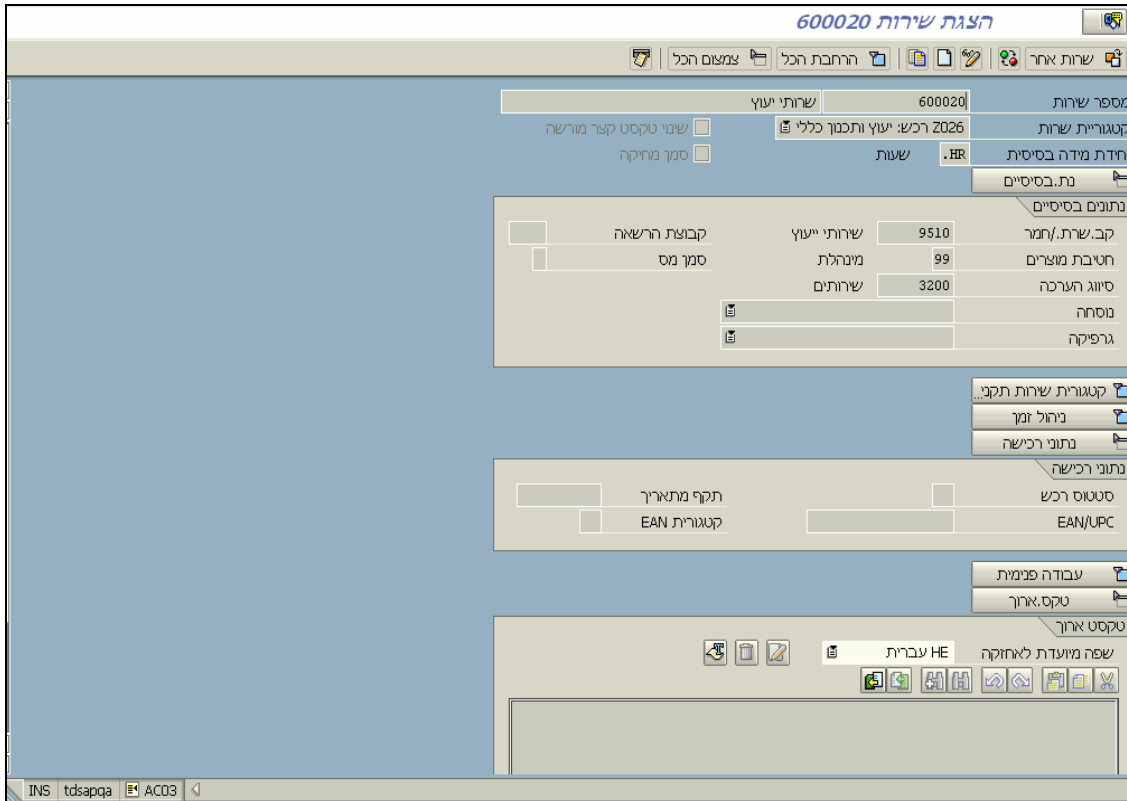 הצגת שירות 600020
שרות אחר הרחבת הכל צמצום הכל
מספר שירות 600020 שרותי יעוץ
קטגוריית שרות Z026 רכש: יעוץ ותכנון כללי שינוי טקסט קצר מורשה
חידת מידה בסיסית HR. שעות סמן מחיקה
נת.בסיסיים
נתונים בסיסיים
קב.שרת./חמר 9510 שירותי ייעוץ קבוצת הרשאה
חטיבת מוצרים 99 מינהלת סמן מס
סיווג הערכה 3200 שירותים
נוסחה
גרפיקה
קטגורית שירות תקני...
ניהול זמן
נתוני רכישה
נתוני רכישה
סטטוס רכש תקף מתאריך
EAN/UPC קטגורית EAN
עבודה פנימית
טקס.ארוך
טקסט ארוך
שפה מיועדת לאחזקה HE עברית
INS tdsapqa AC03